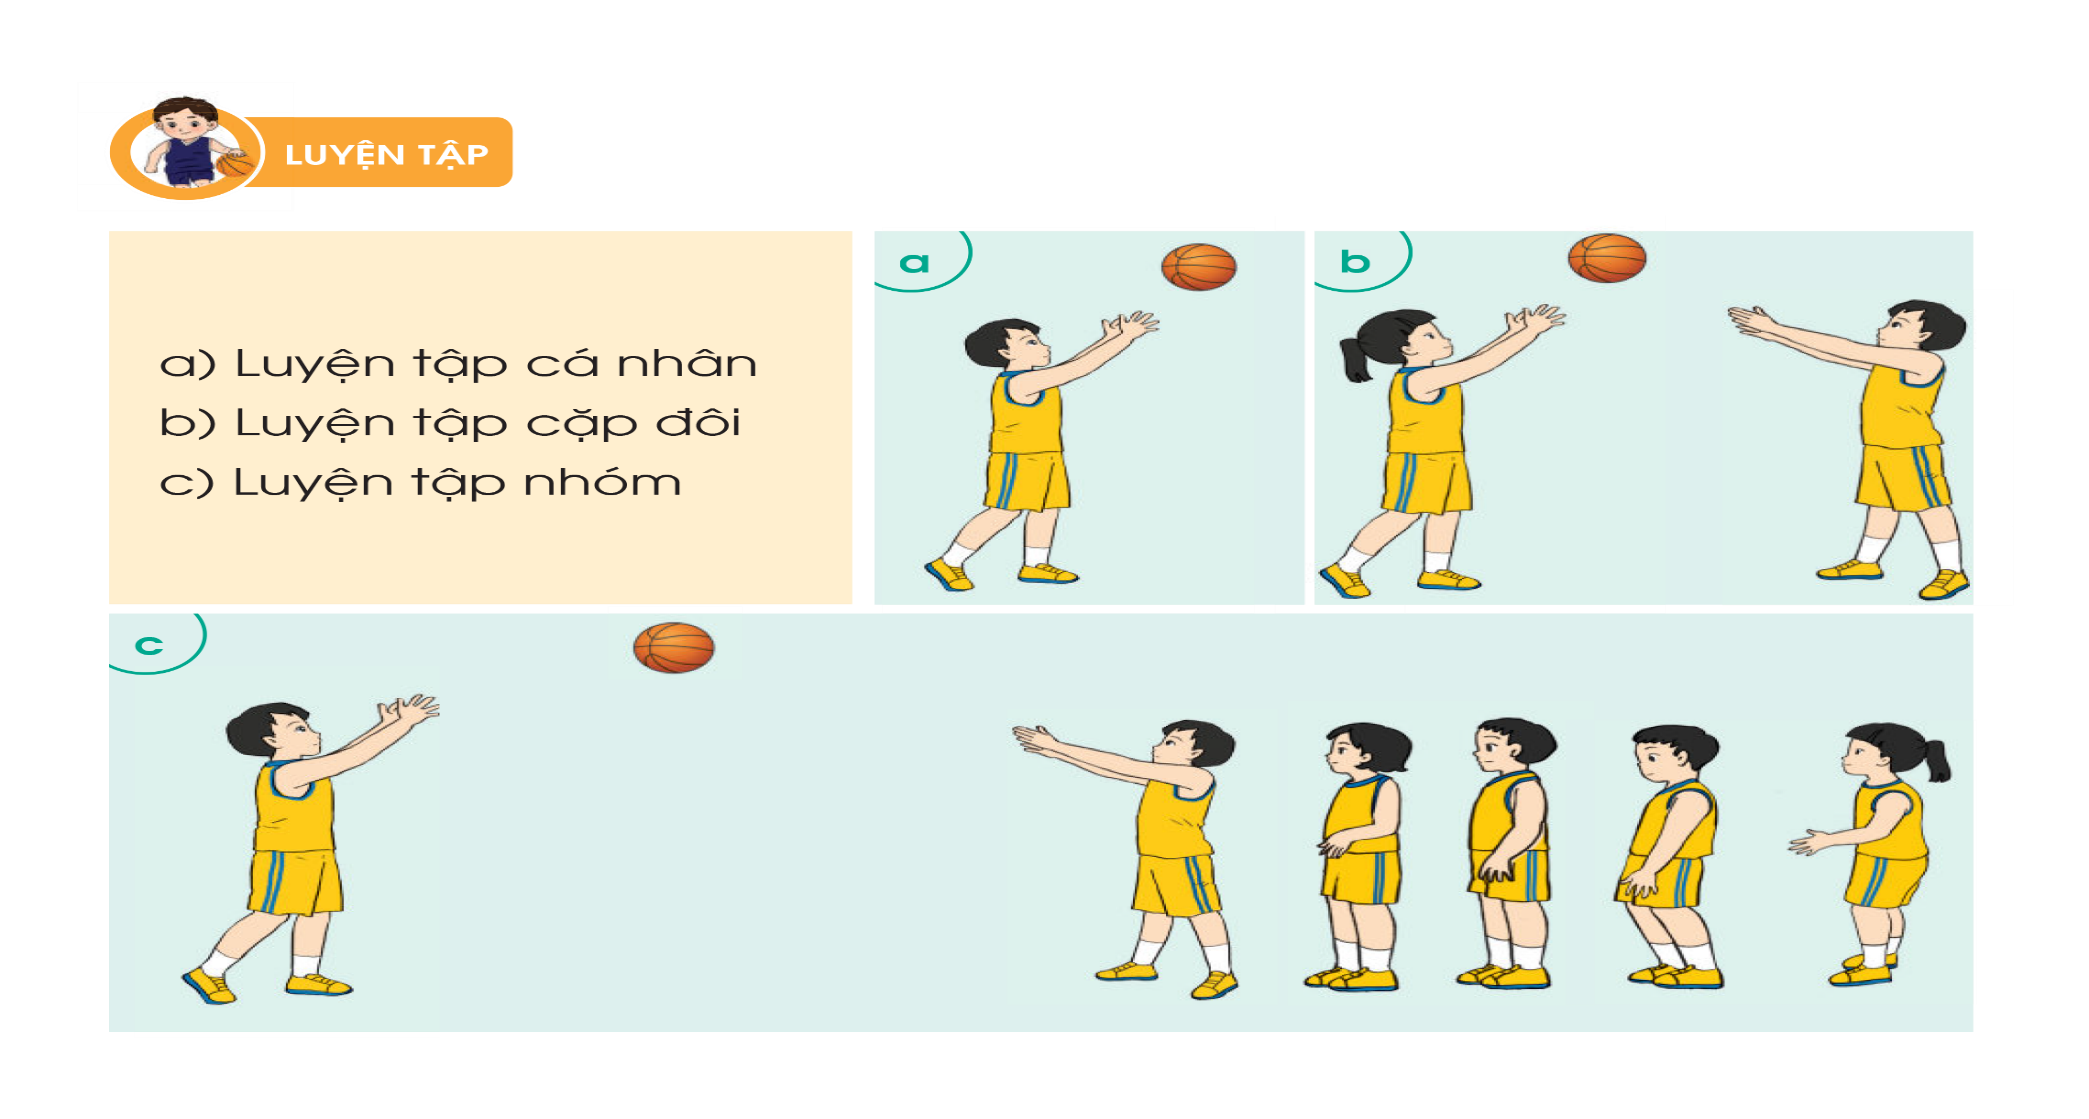 LUYỆN TẬP
a) Luyện tập cá nhân
b) Luyện tập cặp đôi
c) Luyện tập nhóm
a
b
c